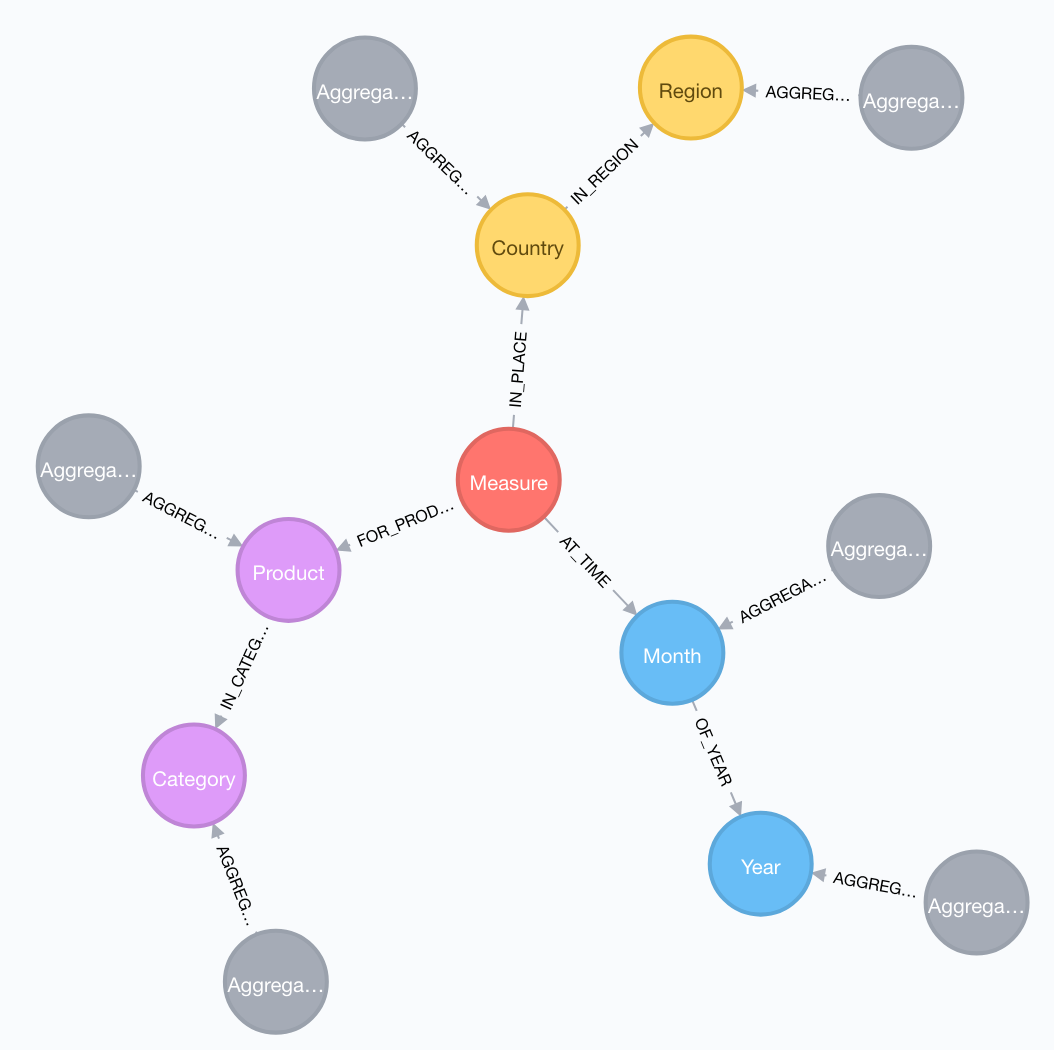 Aggrega…
Region
AGGREG…
Aggrega…
AGGREG…
IN_REGION
Country
IN_PLACE
Aggrega…
AGGREG…
Measure
FOR_PROD…
AT_TIME
Product
Aggrega…
AGGREGA…
Month
IN_CATEG…
OF_YEAR
Category
Year
AGGREG…
Aggrega…
AGGREG…
Aggrega…